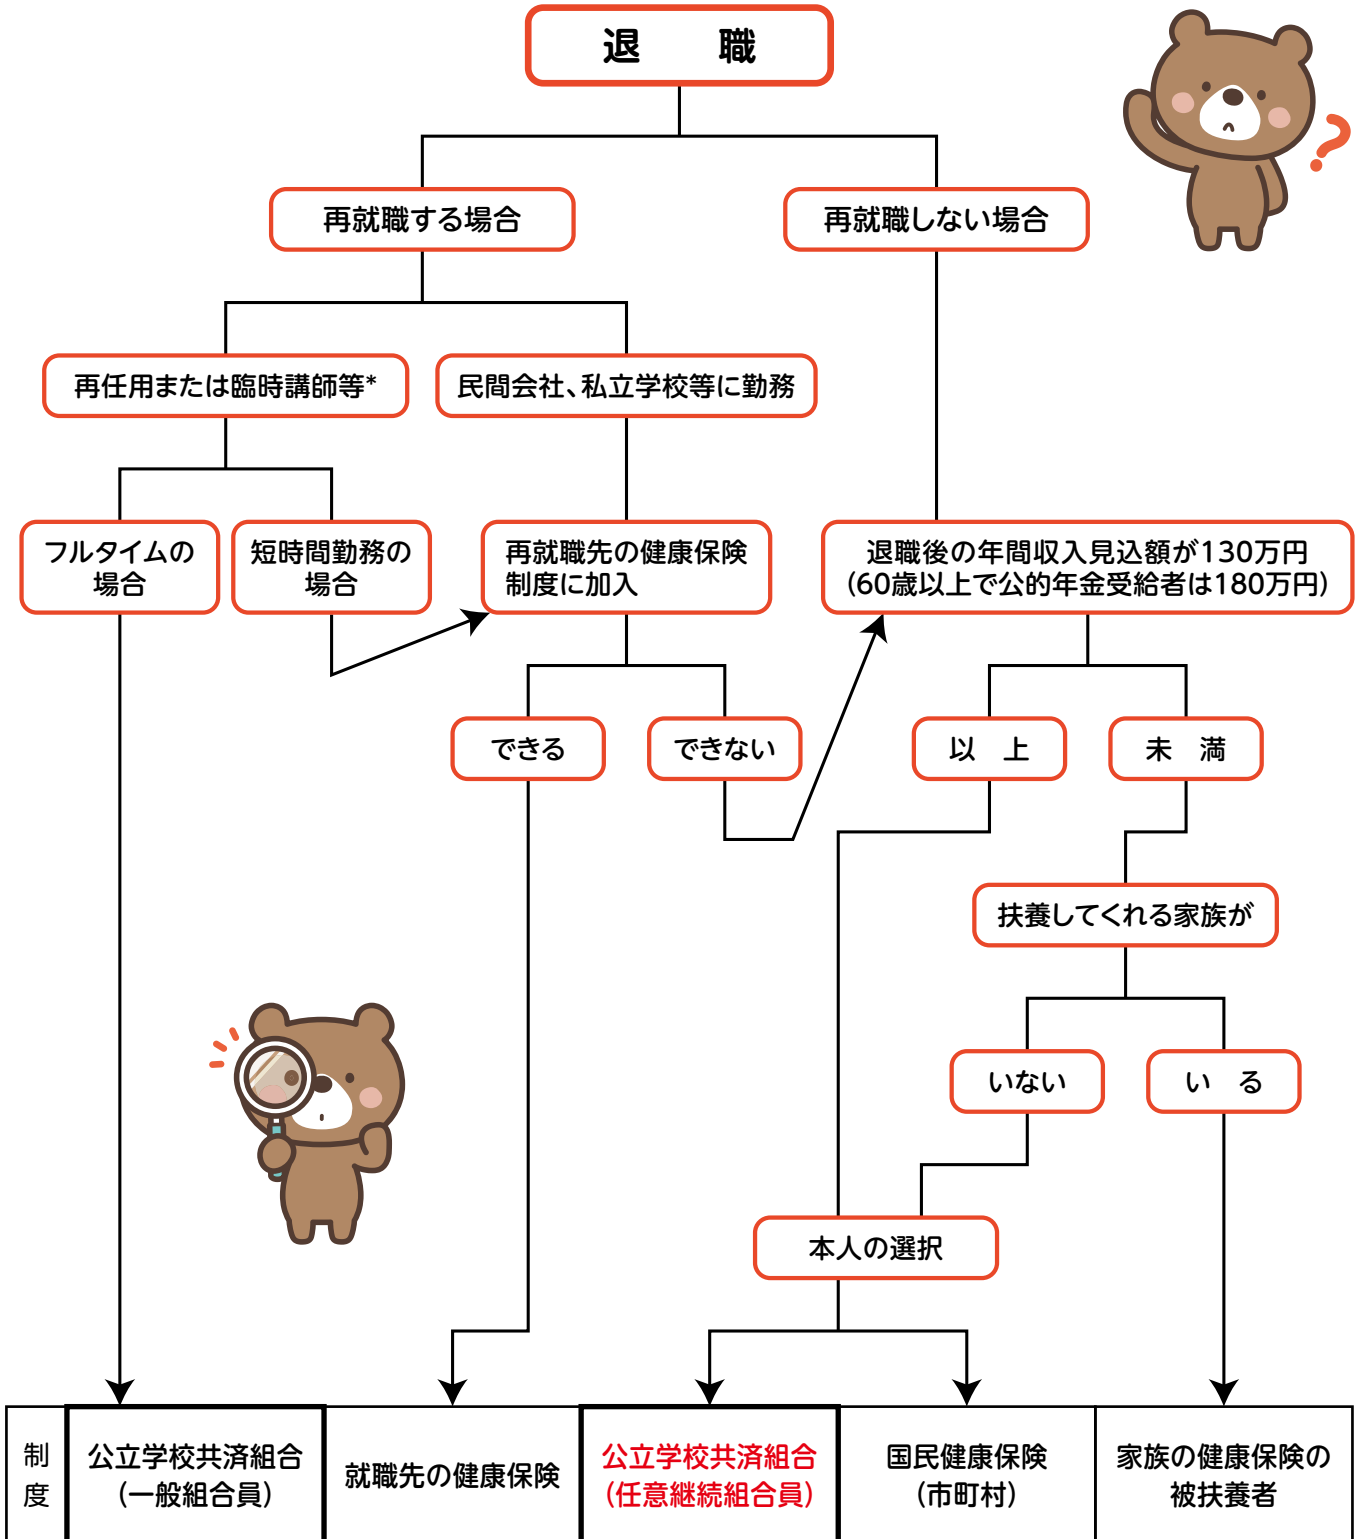 退　職
再就職する場合
再就職しない場合
再任用または臨時講師等*
民間会社、私立学校等に勤務
フルタイムの
場合
短時間勤務の
場合
再就職先の健康保険
制度に加入
退職後の年間収入見込額が130万円
(60歳以上で公的年金受給者は180万円)
できる
できない
以　上
未　満
扶養してくれる家族が
いない
い　る
本人の選択
制
度
公立学校共済組合
(一般組合員)
就職先の健康保険
公立学校共済組合
(任意継続組合員)
国民健康保険
(市町村)
家族の健康保険の
被扶養者